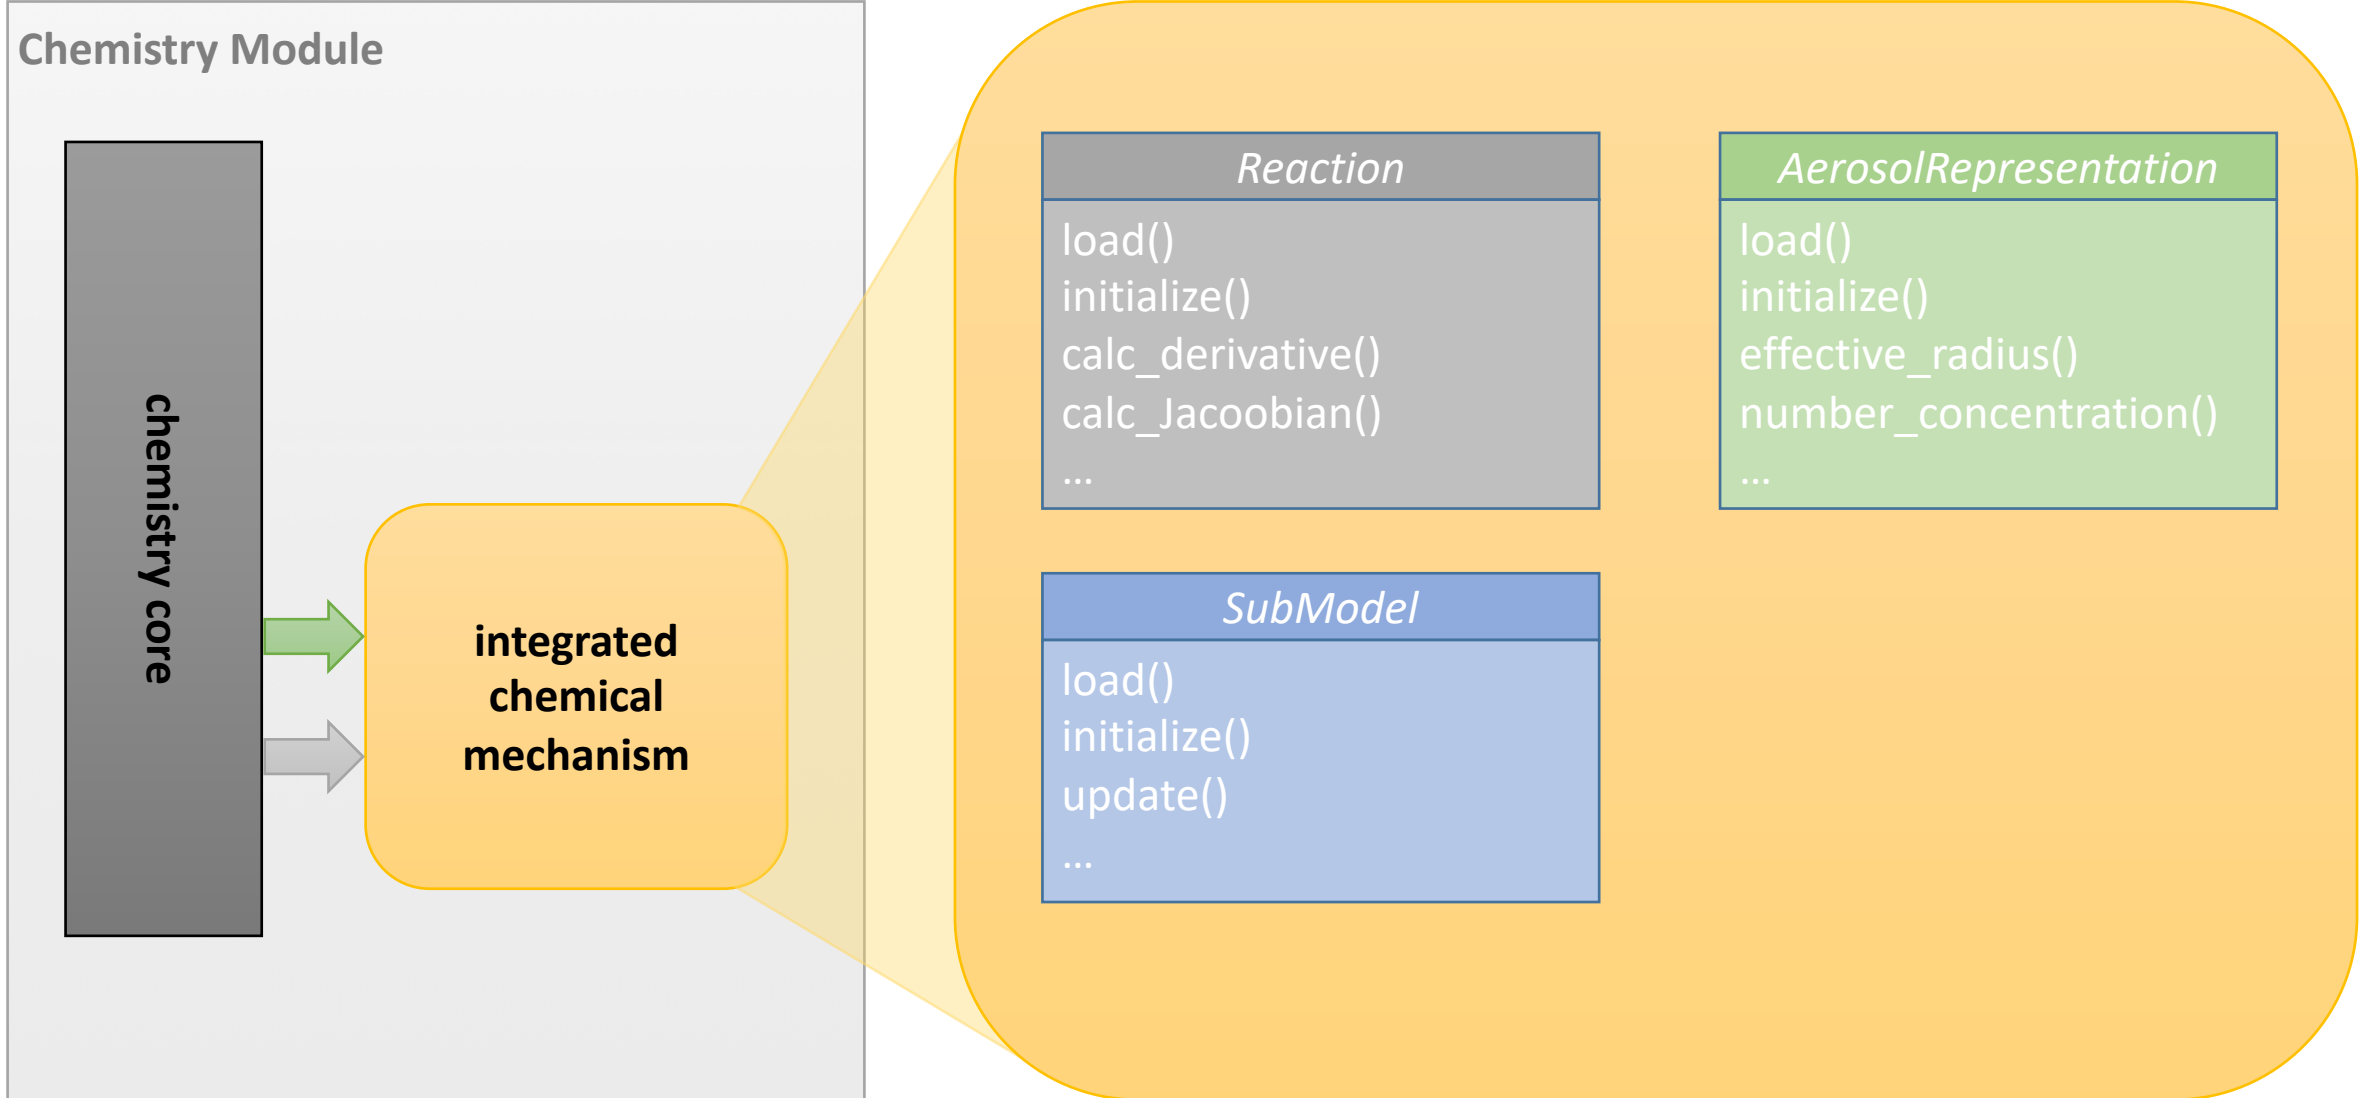 Chemistry Module
chemistry core
integrated
chemical
mechanism
Reaction
load()
initialize()
calc_derivative()
calc_Jacoobian()
...
AerosolRepresentation
load()
initialize()
effective_radius()
number_concentration()
...
SubModel
load()
initialize()
update()
...